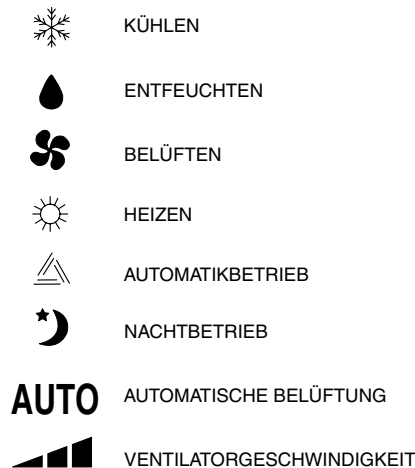 KÜHLEN
ENTFEUCHTEN
BELÜFTEN
HEIZEN
AUTOMATIKBETRIEB
NACHTBETRIEB
AUTO AUTOMATISCHE BELÜFTUNG
VENTILATORGESCHWINDIGKEIT